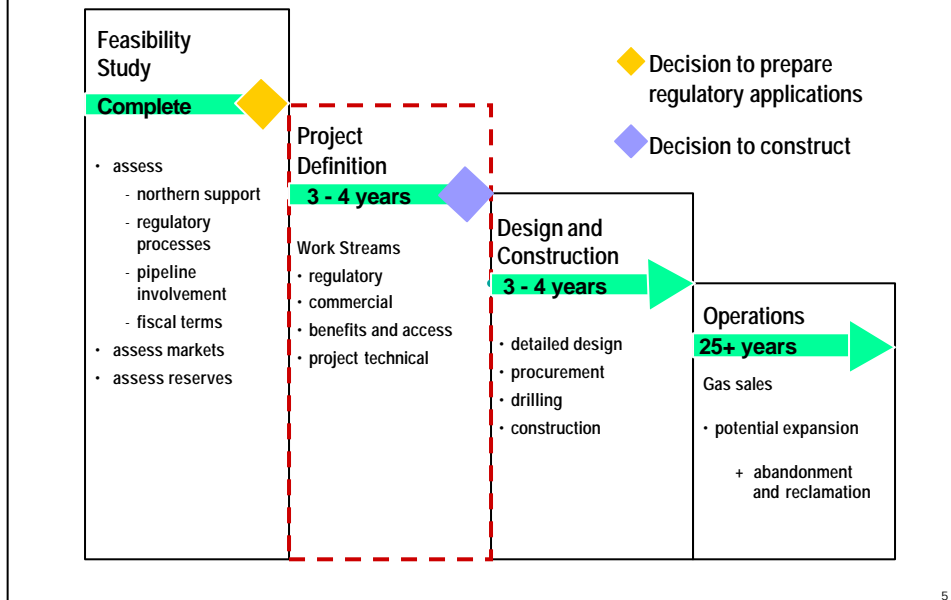 Feasibility
Study
Complete
• assess
- northern support
- regulatory
processes
- pipeline
involvement
- fiscal terms
• assess markets
• assess reserves
Project
Definition
3 - 4 years
Work Streams
• regulatory
• commercial
• benefits and access
• project technical
Decision to prepare
regulatory applications
Decision to construct
Design and
Construction
3 - 4 years
• detailed design
• procurement
• drilling
• construction
Operations
25+ years
Gas sales
• potential expansion
+ abandonment
and reclamation
5